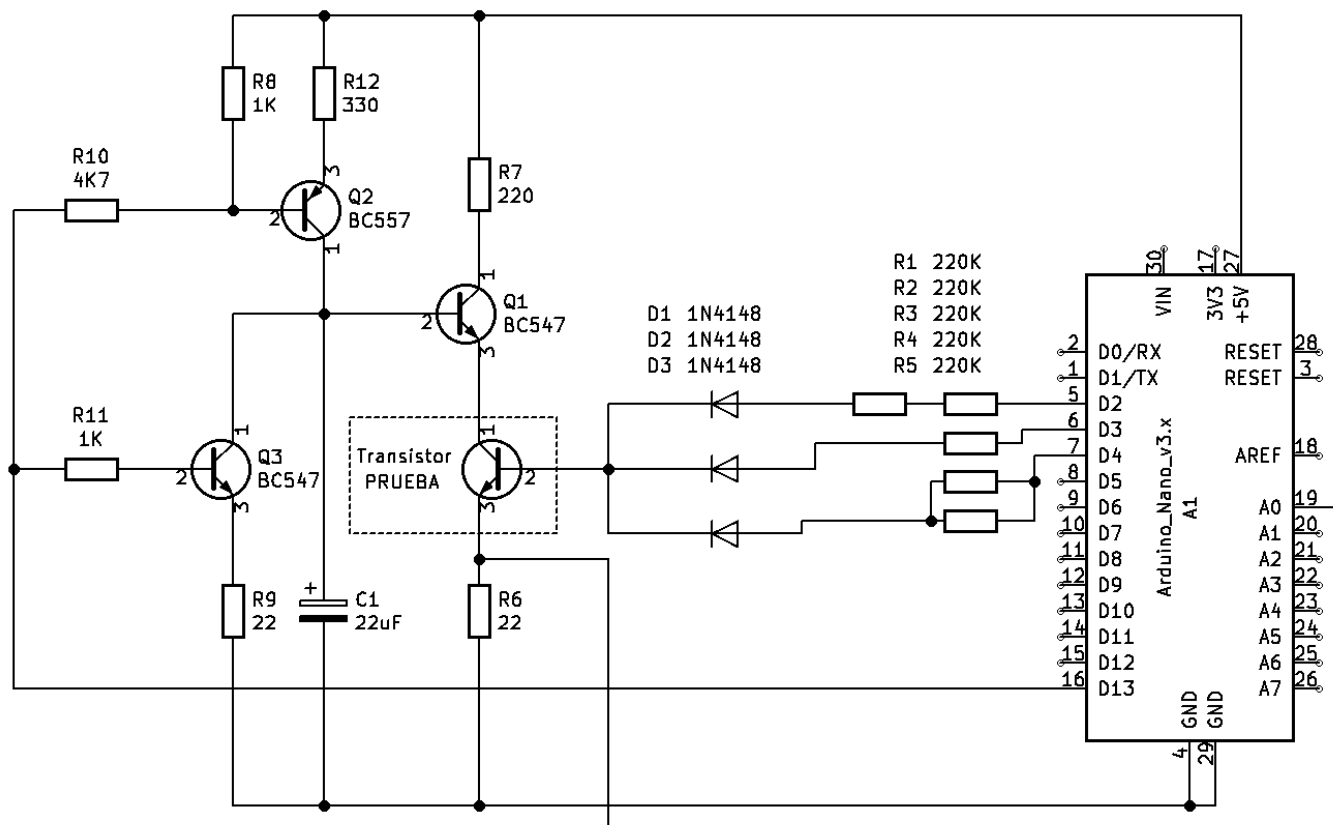 R8
1K
R12
330
R10
4K7
R7
220
3
Q2
BC557
2
1
30
17
27
VIN
3V3
+5V
R1 220K
R2 220K
R3 220K
R4 220K
R5 220K
1
Q1
BC547
2
3
D1 1N4148
D2 1N4148
D3 1N4148
2 D0/RX
1 D1/TX
5 D2
6 D3
7 D4
8 D5
9 D6
10 D7
11 D8
12 D9
13 D10
14 D11
15 D12
16 D13
RESET 28
RESET 3
AREF 18
A0 19
A1 20
A2 21
A3 22
A4 23
A5 24
A6 25
A7 26
Arduino_Nano_v3.x
A1
GND
GND
4
29
R11
1K
1
Q3
BC547
2
3
Transístor
PRUEBA
1
2
3
R9
22
+
C1
22uF
R6
22